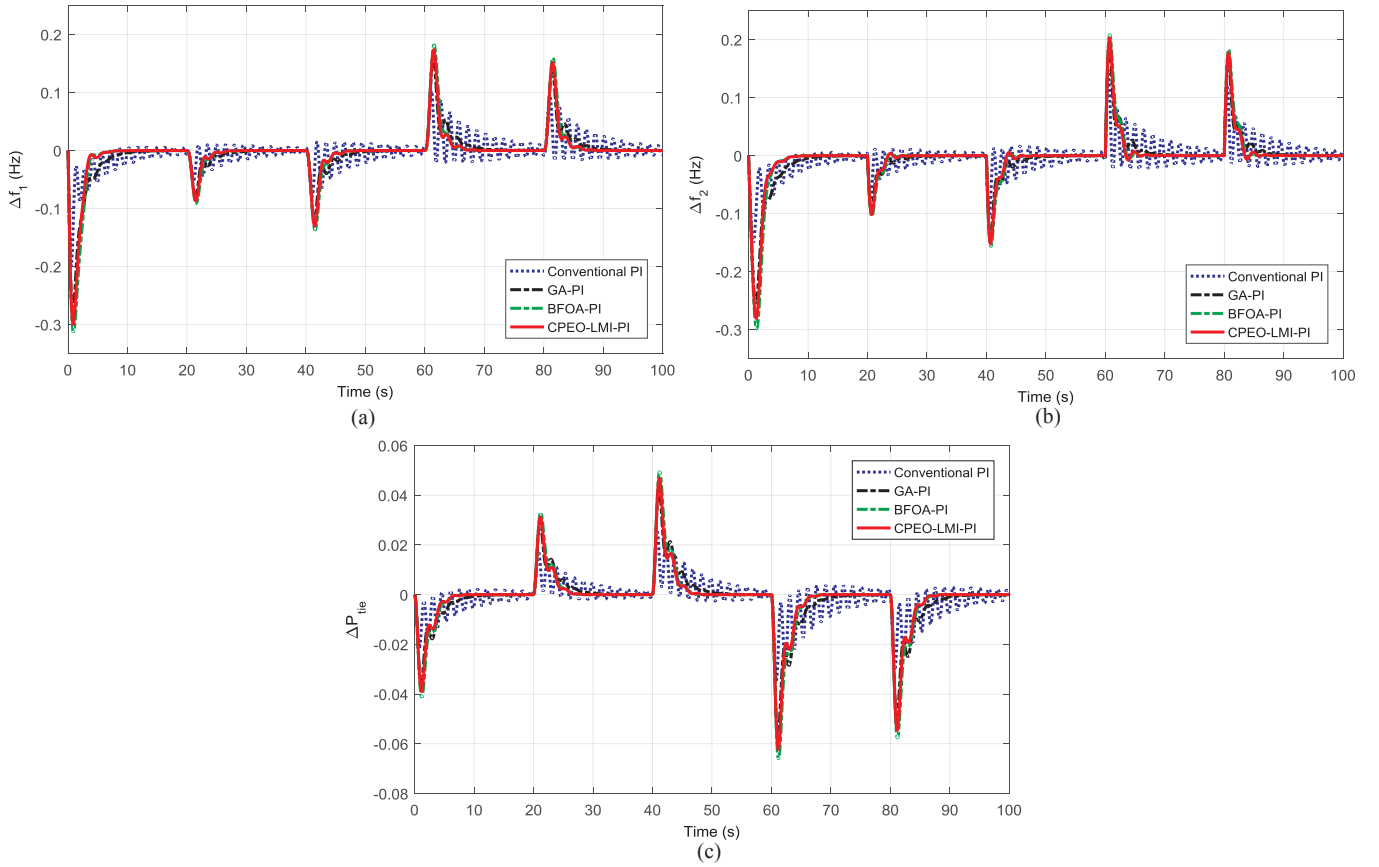 0.2
0.1
0
-0.1
-0.2
-0.3
Δf1 (Hz)
Conventional PI
GA-PI
BFOA-PI
CPEO-LMI-PI
0 10 20 30 40 50 60 70 80 90 100
Time (s)
(a)
0.2
0.1
0
-0.1
-0.2
-0.3
Δf2 (Hz)
Conventional PI
GA-PI
BFOA-PI
CPEO-LMI-PI
0 10 20 30 40 50 60 70 80 90 100
Time (s)
(b)
0.06
0.04
0.02
0
-0.02
-0.04
-0.06
-0.08
ΔPtie
Conventional PI
GA-PI
BFOA-PI
CPEO-LMI-PI
0 10 20 30 40 50 60 70 80 90 100
Time (s)
(c)